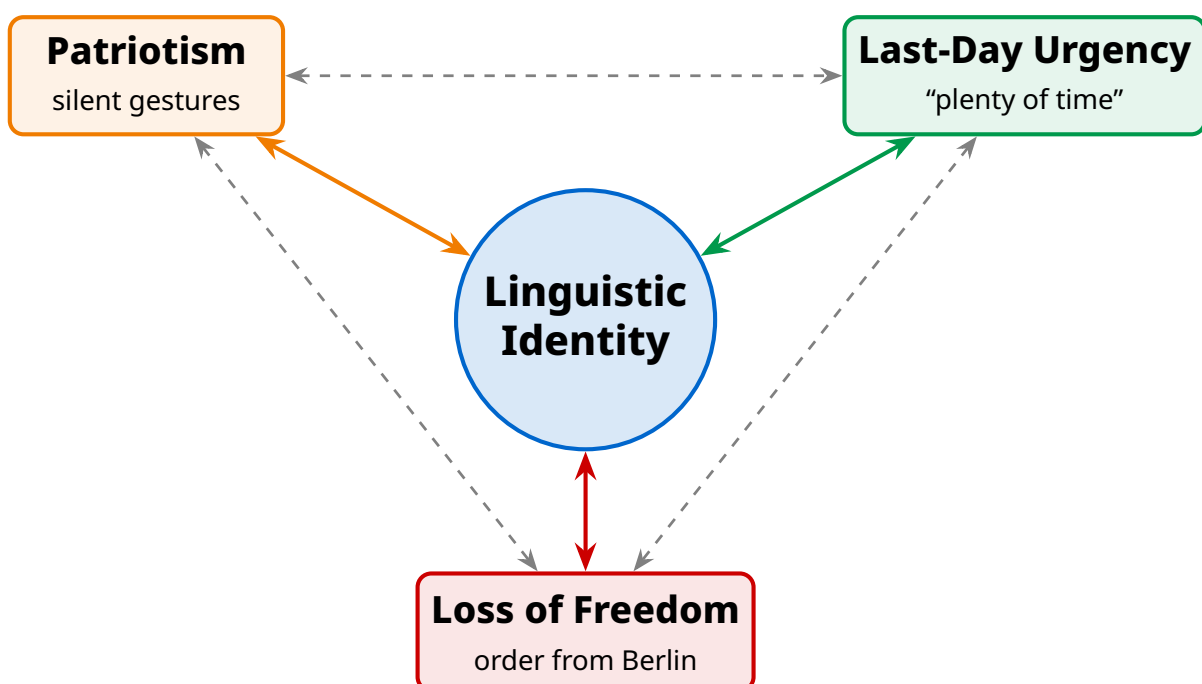 Patriotism
silent gestures
Last-Day Urgency
“plenty of time”
Linguistic
Identity
Loss of Freedom
order from Berlin